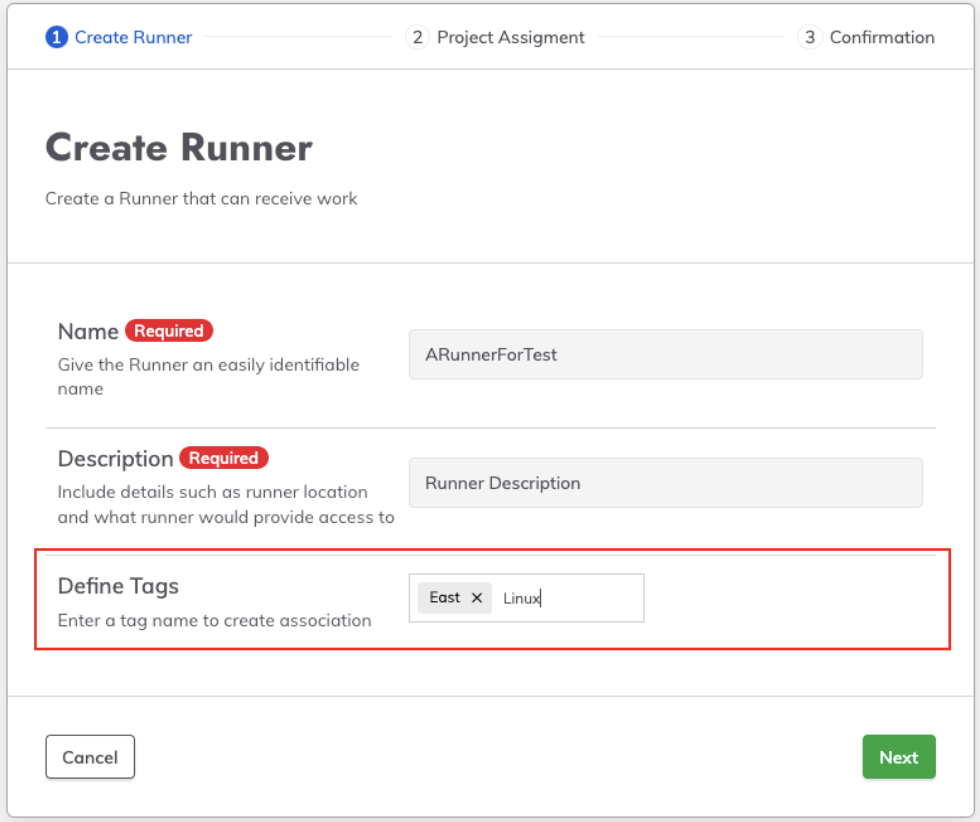 1 Create Runner
2 Project Assigment
3 Confirmation
Create Runner
Create a Runner that can receive work
Name Required
Give the Runner an easily identifiable
name
ARunnerForTest
Description Required
Include details such as runner location
and what runner would provide access to
Runner Description
Define Tags
Enter a tag name to create association
East × Linux
Cancel
Next